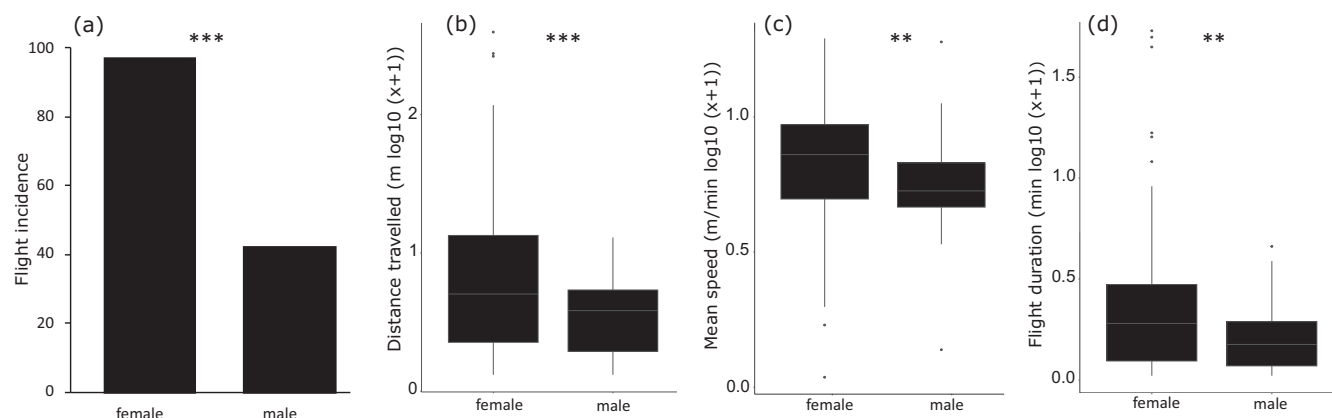 (a)
***
Flight incidence
100
80
60
40
20
0
female
male
(b)
***
Distance travelled (m log10 (x+1))
2
1
0
female
male
(c)
**
Mean speed (m/min log10 (x+1))
1.0
0.5
0.0
female
male
(d)
**
Flight duration (min log10 (x+1))
1.5
1.0
0.5
0.0
female
male